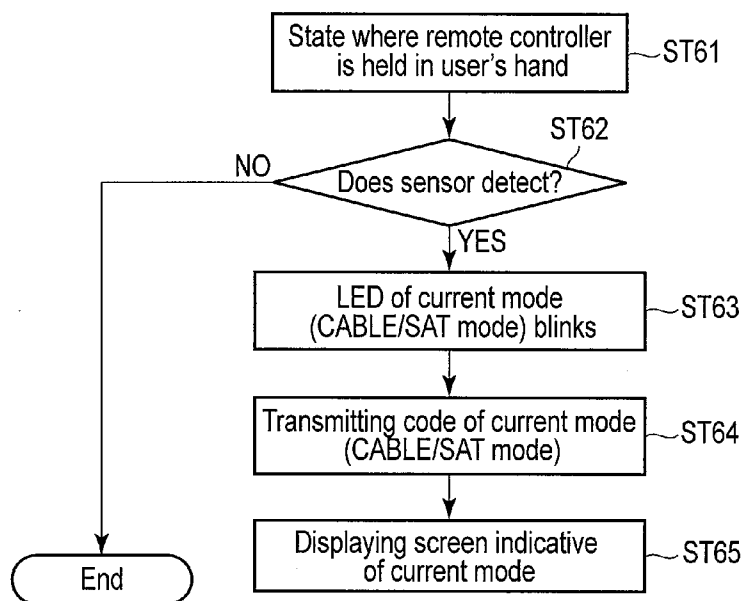 State where remote controller
is held in user's hand
ST61
ST62
NO
Does sensor detect?
YES
LED of current mode
(CABLE/SAT mode) blinks
ST63
Transmitting code of current mode
(CABLE/SAT mode)
ST64
Displaying screen indicative
of current mode
ST65
End